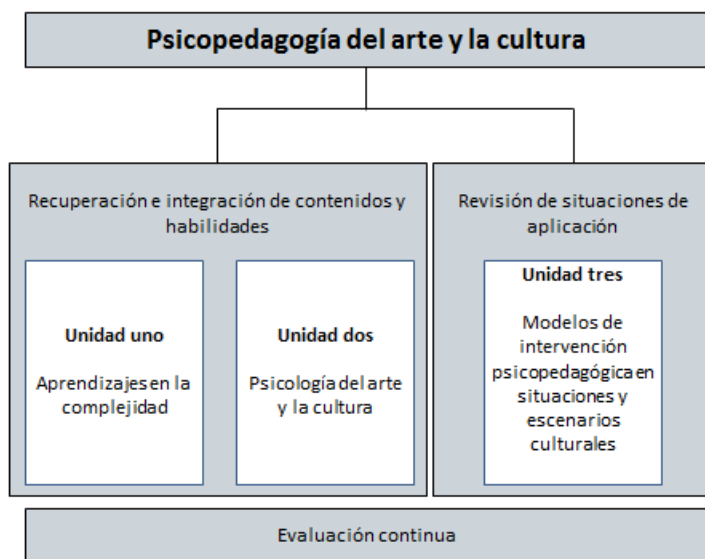 Psicopedagogía del arte y la cultura
Recuperación e integración de contenidos y
habilidades
Unidad uno
Aprendizajes en la
complejidad
Unidad dos
Psicología del arte
y la cultura
Revisión de situaciones de
aplicación
Unidad tres
Modelos de
intervención
psicopedagógica en
situaciones y
escenarios
culturales
Evaluación continua